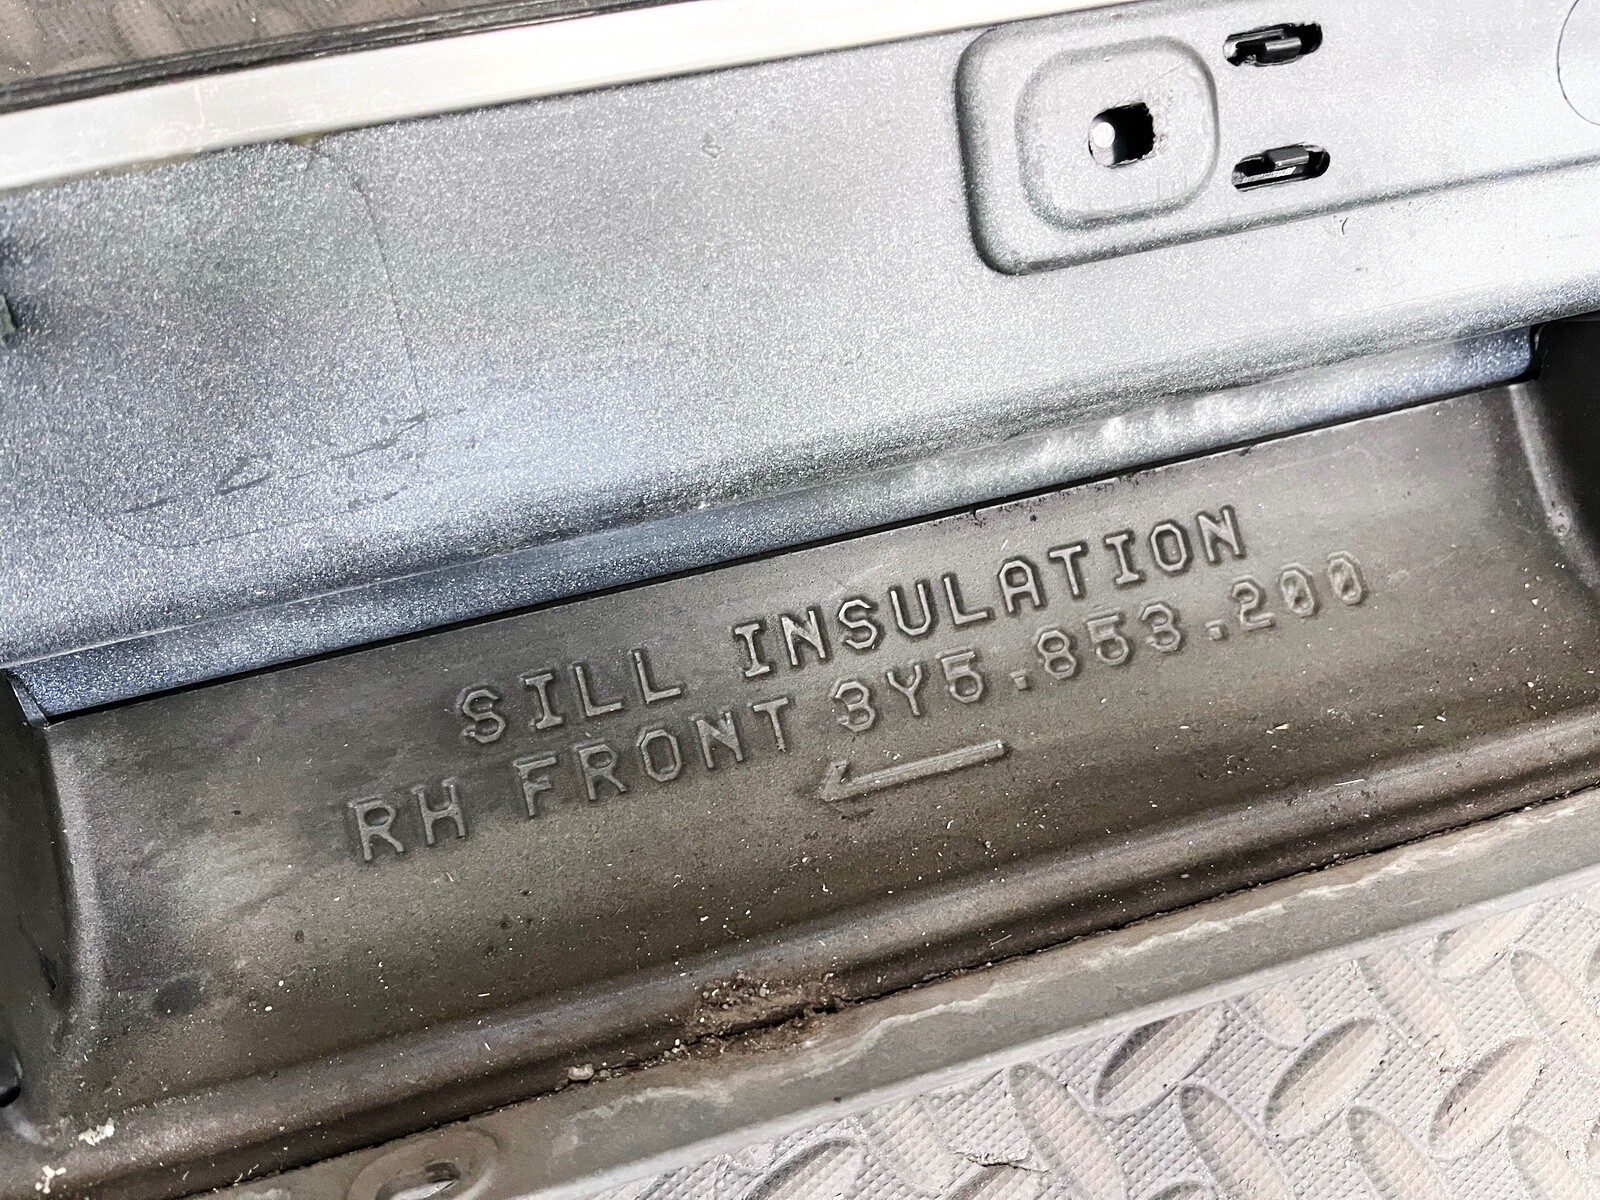 SILL INSULATION
RH FRONT 3Y5.853.200